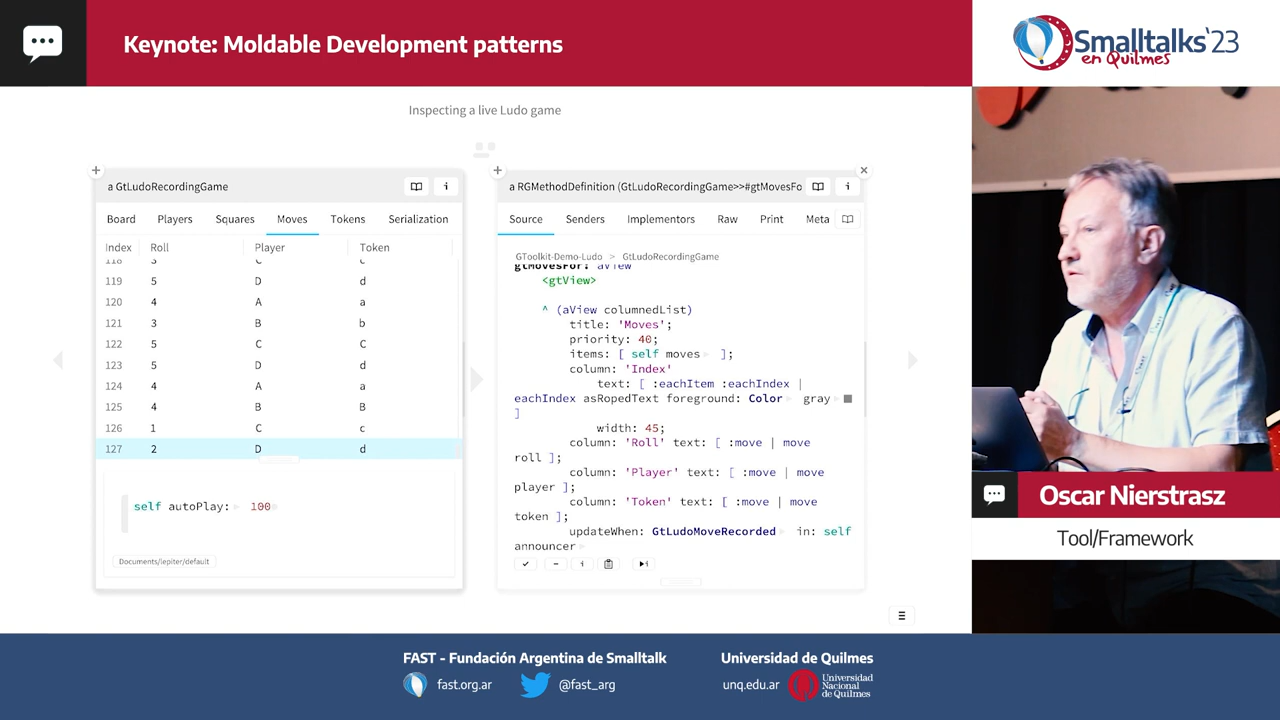 Keynote: Moldable Development patterns
Smalltalks'23
en Quilmes
Inspecting a live Ludo game
a GtLudoRecordingGame
Board Players Squares Moves Tokens Serialization
Index Roll Player Token
118 3 C c
119 5 D d
120 4 A a
121 3 B b
122 5 C C
123 5 D d
124 4 A a
125 4 B B
126 1 C c
127 2 D d
self autoPlay: 100
Documents/lepiter/default
a RGMethodDefinition (GtLudoRecordingGame>>#gtMovesFo
Source Senders Implementors Raw Print Meta
GToolkit-Demo-Ludo > GtLudoRecordingGame
gtMovesFor: aView
<gtView>
^ (aView columnedList)
title: 'Moves';
priority: 40;
items: [ self moves ];
column: 'Index'
text: [ :eachItem :eachIndex |
eachIndex asRopedText foreground: Color gray
]
width: 45;
column: 'Roll' text: [ :move | move
roll ];
column: 'Player' text: [ :move | move
player ];
column: 'Token' text: [ :move | move
token ];
updateWhen: GtLudoMoveRecorded in: self
announcer
Oscar Nierstrasz
Tool/Framework
FAST - Fundación Argentina de Smalltalk
fast.org.ar @fast_arg
Universidad de Quilmes
unq.edu.ar
Universidad
Nacional
de Quilmes